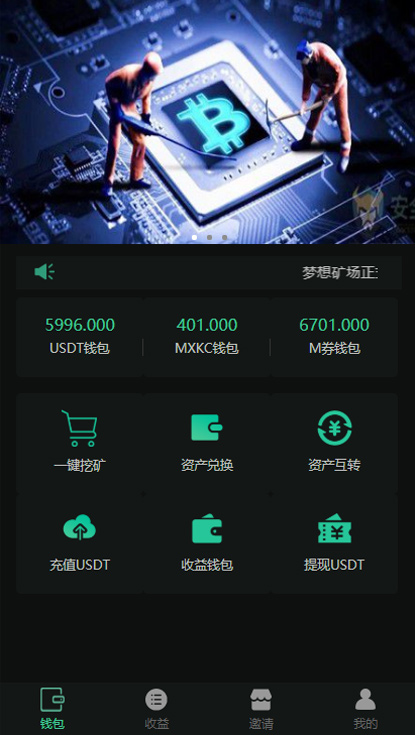 梦想矿场正
5996.000
401.000
6701.000
USDT钱包
MXKC钱包
M券钱包
一键挖矿
资产兑换
资产互转
充值USDT
收益钱包
提现USDT
钱包
收益
邀请
我的